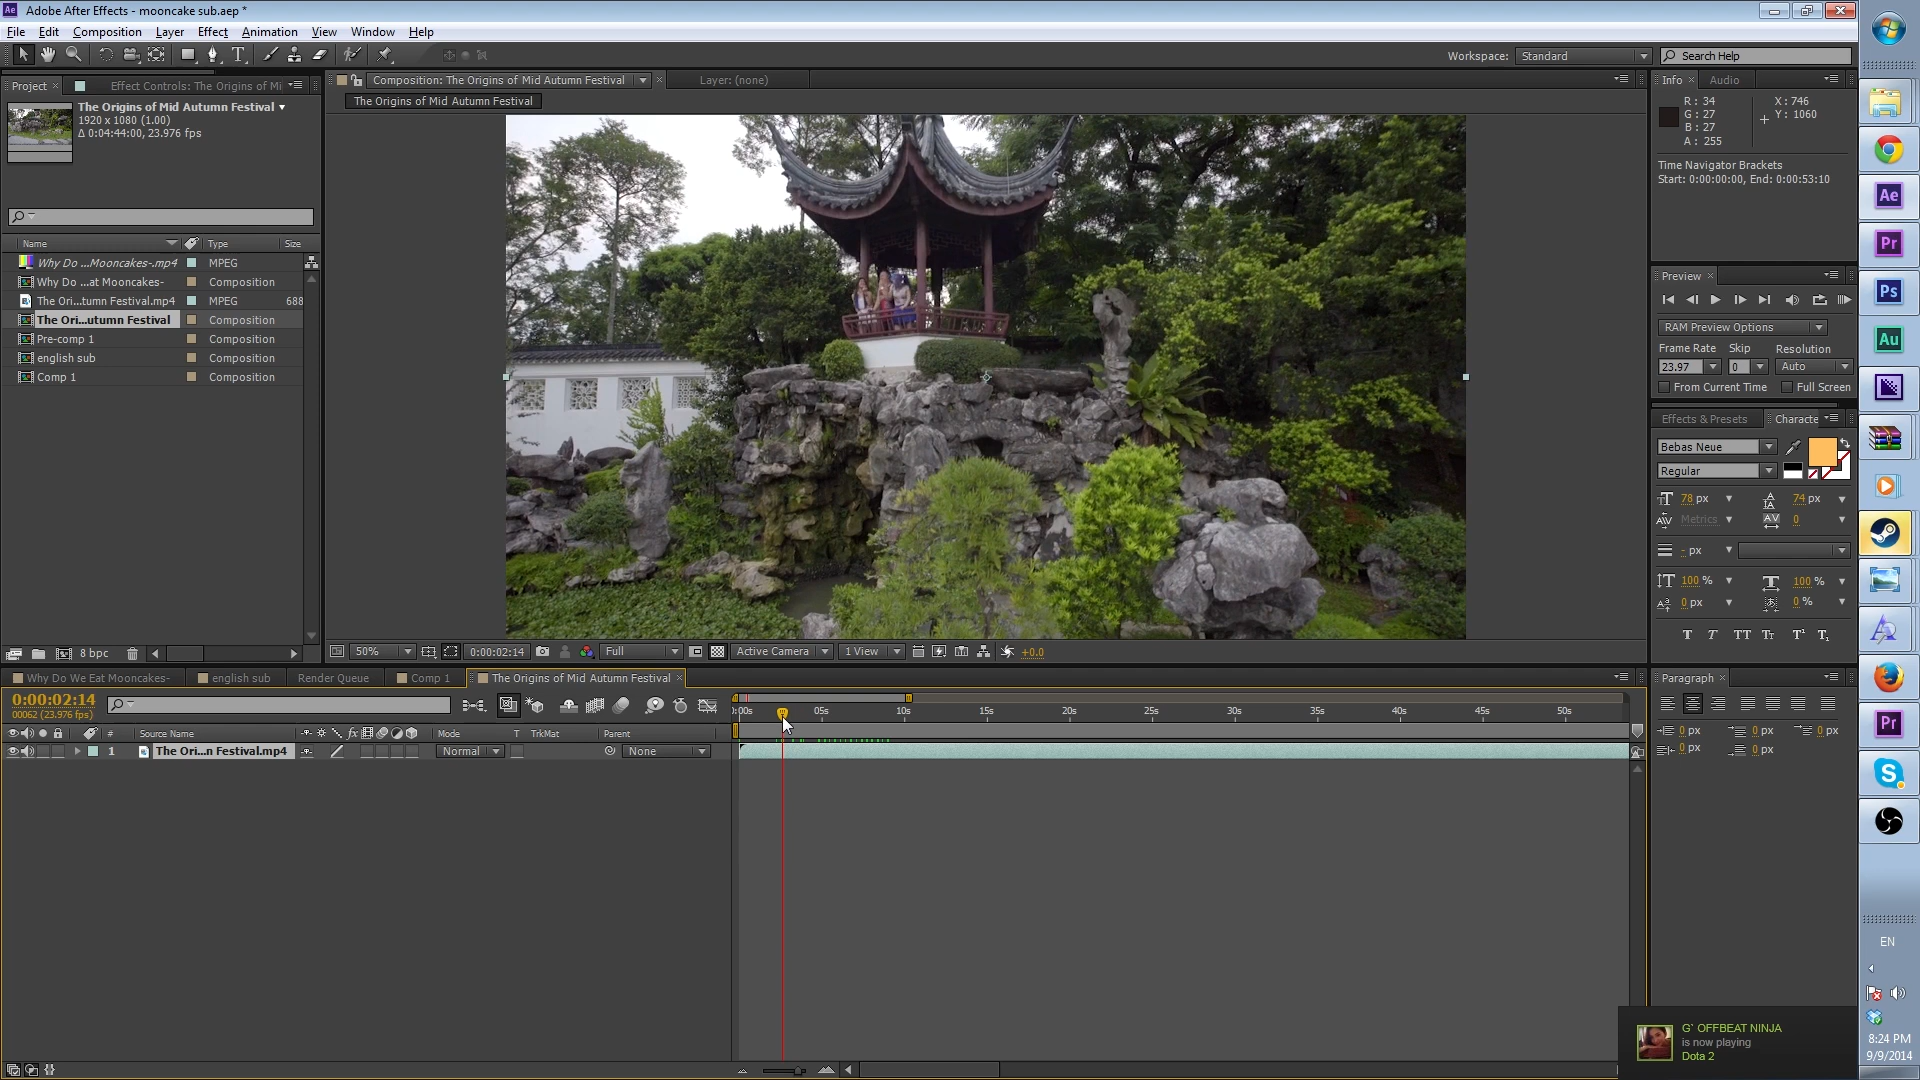 Adobe After Effects - mooncake sub.aep *
File Edit Composition Layer Effect Animation View Window Help
Workspace: Standard Search Help
Project Effect Controls: The Origins of Mi
Composition: The Origins of Mid Autumn Festival Layer: (none)
The Origins of Mid Autumn Festival
The Origins of Mid Autumn Festival
1920 x 1080 (1.00)
Δ 0:04:44:00, 23.976 fps
Name Type Size
Why Do ...Mooncakes-.mp4 MPEG
Why Do ...at Mooncakes- Composition
The Ori...tumn Festival.mp4 MPEG 688
The Ori...utumn Festival Composition
Pre-comp 1 Composition
english sub Composition
Comp 1 Composition
8 bpc
50% 0:00:02:14 Full Active Camera 1 View +0.0
Info Audio
R: 34
G: 27
B: 27
A: 255
X: 746
Y: 1060
Time Navigator Brackets
Start: 0:00:00:00, End: 0:00:53:10
Preview
RAM Preview Options
Frame Rate Skip Resolution
23.97 0 Auto
From Current Time Full Screen
Effects & Presets Characte
Bebas Neue
Regular
78 px 74 px
Metrics 0
- px
100 % 100 %
0 px 0 %
T T TT Tt T¹ T₁
Paragraph
0 px 0 px 0 px
0 px 0 px
Why Do We Eat Mooncakes- english sub Render Queue Comp 1 The Origins of Mid Autumn Festival
0:00:02:14
00062 (23.976 fps)
# Source Name fx Mode T TrkMat Parent
1 The Ori...n Festival.mp4 Normal None
):00s 05s 10s 15s 20s 25s 30s 35s 40s 45s 50s
Ae
Pr
Ps
Au
Pr
EN
8:24 PM
9/9/2014
G` OFFBEAT NINJA
is now playing
Dota 2